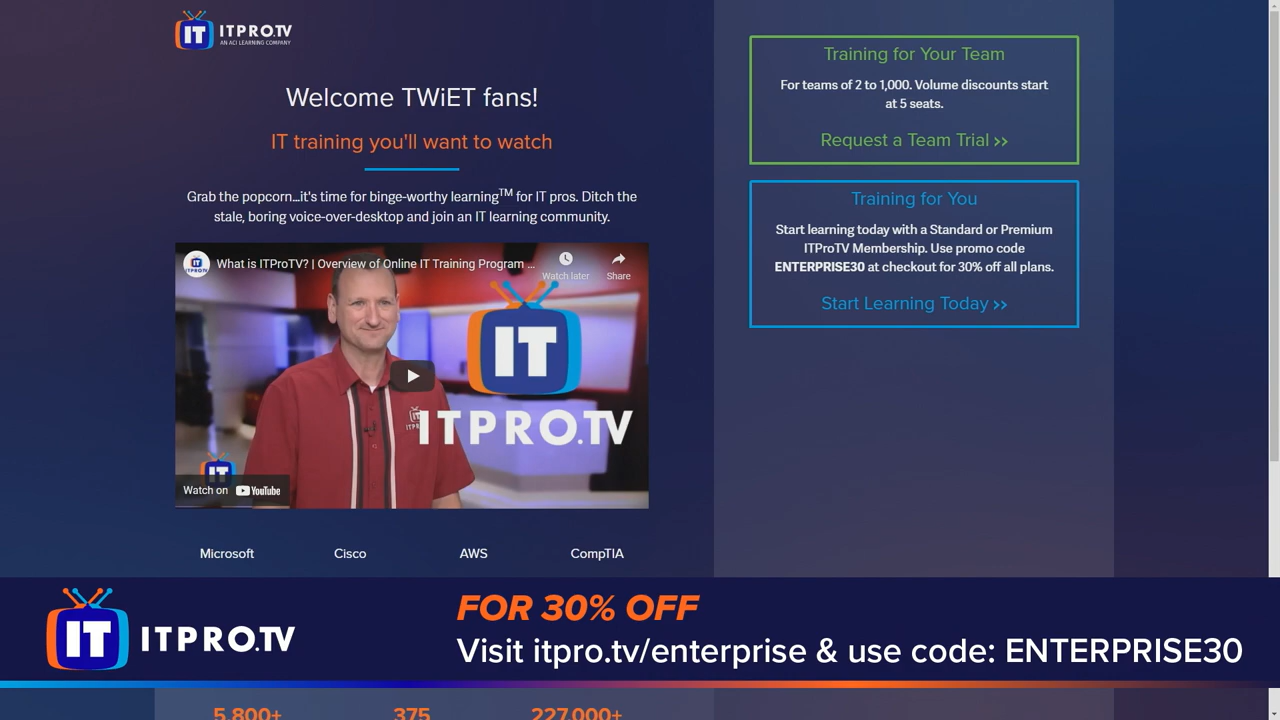 IT ITPRO.TV
AN ACI LEARNING COMPANY
Welcome TWiET fans!
IT training you'll want to watch
Grab the popcorn...it's time for binge-worthy learning™ for IT pros. Ditch the
stale, boring voice-over-desktop and join an IT learning community.
IT
ITPRO.TV
What is ITProTV? | Overview of Online IT Training Program ...
Watch later
Share
IT
ITPRO.TV
IT
Watch on YouTube
Microsoft
Cisco
AWS
CompTIA
Training for Your Team
For teams of 2 to 1,000. Volume discounts start
at 5 seats.
Request a Team Trial >>
Training for You
Start learning today with a Standard or Premium
ITProTV Membership. Use promo code
ENTERPRISE30 at checkout for 30% off all plans.
Start Learning Today >>
IT ITPRO.TV
FOR 30% OFF
Visit itpro.tv/enterprise & use code: ENTERPRISE30
5,800+
375
227,000+